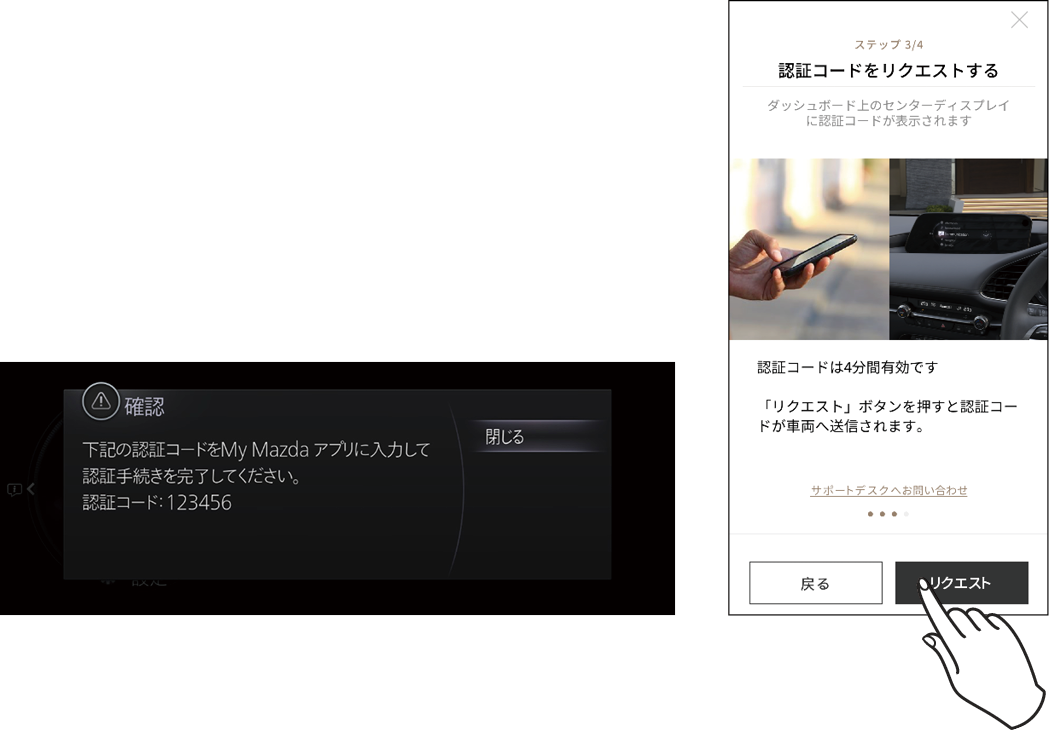 確認
下記の認証コードをMy Mazda アプリに入力して
認証手続きを完了してください。
認証コード：123456
閉じる
設定
ステップ 3/4
認証コードをリクエストする
ダッシュボード上のセンターディスプレイ
に認証コードが表示されます
認証コードは4分間有効です
「リクエスト」ボタンを押すと認証コー
ドが車両へ送信されます。
サポートデスクへお問い合わせ
戻る
リクエスト